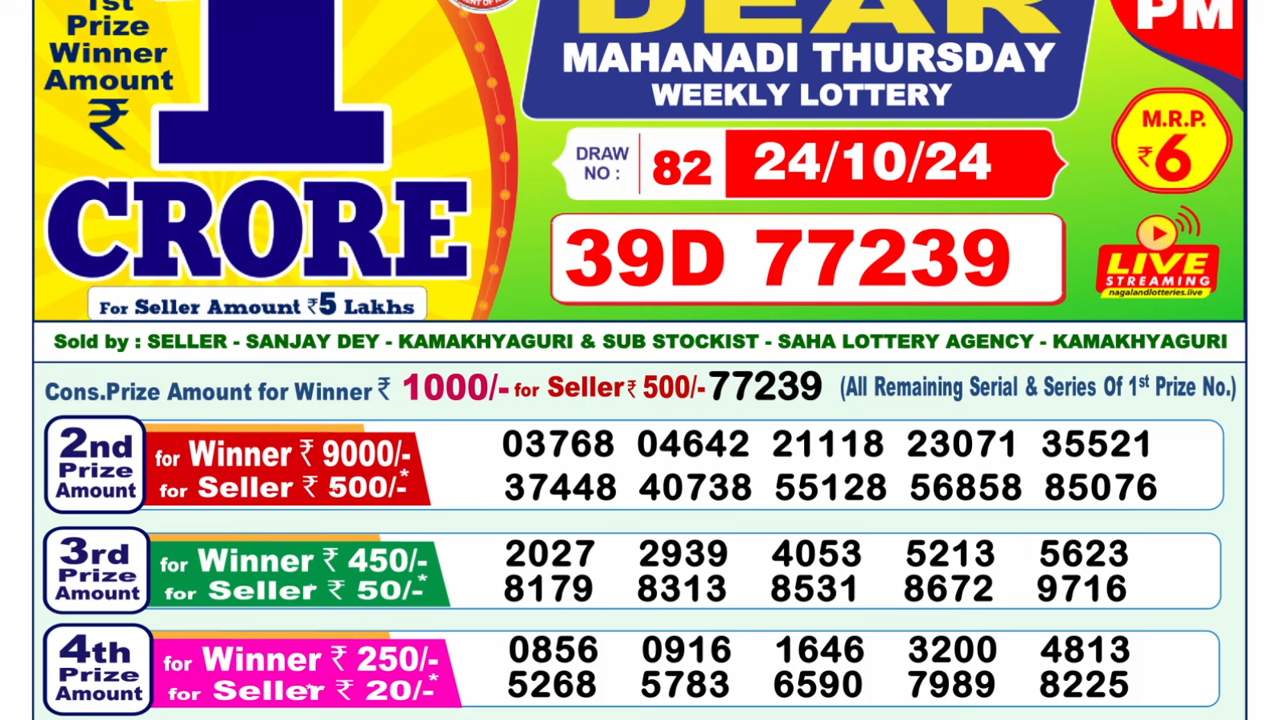 1st
Prize
Winner
Amount
₹
1
CRORE
For Seller Amount ₹5 Lakhs
DEAR
MAHANADI THURSDAY
WEEKLY LOTTERY
PM
DRAW NO : 82 24/10/24
M.R.P.
₹6
39D 77239
LIVE
STREAMING
nagalandlotteries.live
Sold by : SELLER - SANJAY DEY - KAMAKHYAGURI & SUB STOCKIST - SAHA LOTTERY AGENCY - KAMAKHYAGURI
Cons.Prize Amount for Winner ₹ 1000/- for Seller ₹ 500/- 77239 (All Remaining Serial & Series Of 1st Prize No.)
2nd
Prize
Amount
for Winner ₹ 9000/-
for Seller ₹ 500/-*
03768 04642 21118 23071 35521
37448 40738 55128 56858 85076
3rd
Prize
Amount
for Winner ₹ 450/-
for Seller ₹ 50/-*
2027 2939 4053 5213 5623
8179 8313 8531 8672 9716
4th
Prize
Amount
for Winner ₹ 250/-
for Seller ₹ 20/-*
0856 0916 1646 3200 4813
5268 5783 6590 7989 8225